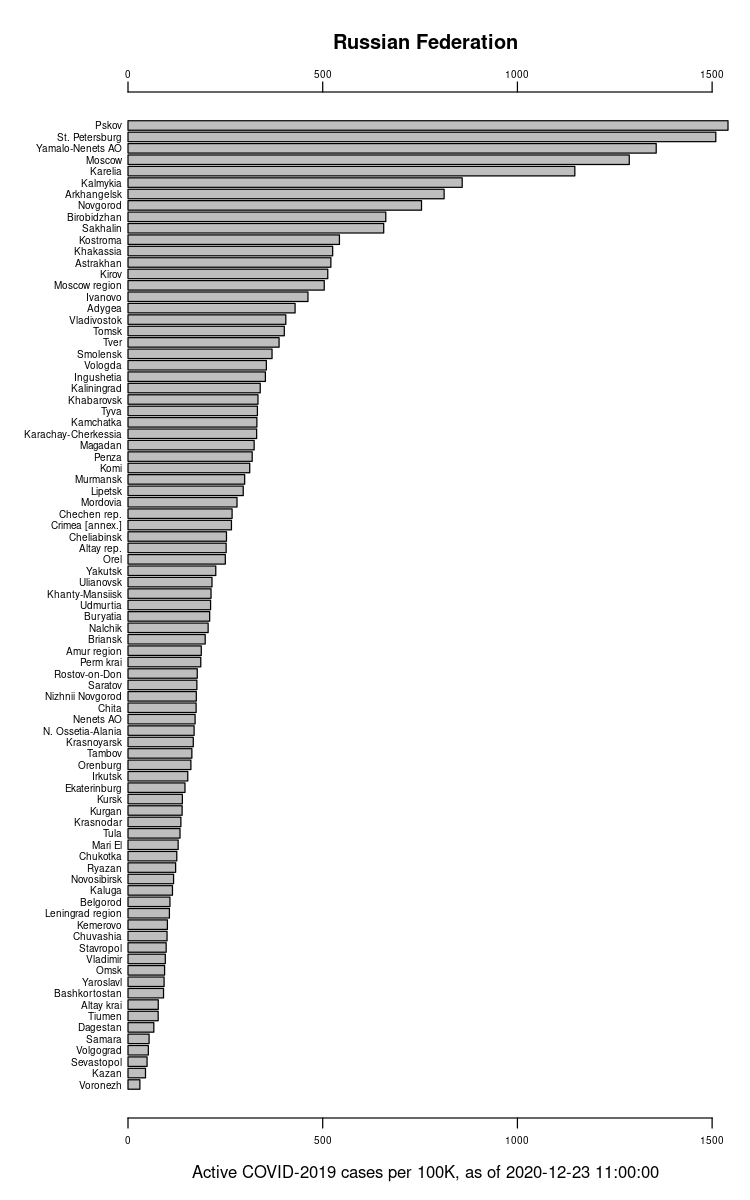 Russian Federation
0 500 1000 1500
Pskov
St. Petersburg
Yamalo-Nenets AO
Moscow
Karelia
Kalmykia
Arkhangelsk
Novgorod
Birobidzhan
Sakhalin
Kostroma
Khakassia
Astrakhan
Kirov
Moscow region
Ivanovo
Adygea
Vladivostok
Tomsk
Tver
Smolensk
Vologda
Ingushetia
Kaliningrad
Khabarovsk
Tyva
Kamchatka
Karachay-Cherkessia
Magadan
Penza
Komi
Murmansk
Lipetsk
Mordovia
Chechen rep.
Crimea [annex.]
Cheliabinsk
Altay rep.
Orel
Yakutsk
Ulianovsk
Khanty-Mansiisk
Udmurtia
Buryatia
Nalchik
Briansk
Amur region
Perm krai
Rostov-on-Don
Saratov
Nizhnii Novgorod
Chita
Nenets AO
N. Ossetia-Alania
Krasnoyarsk
Tambov
Orenburg
Irkutsk
Ekaterinburg
Kursk
Kurgan
Krasnodar
Tula
Mari El
Chukotka
Ryazan
Novosibirsk
Kaluga
Belgorod
Leningrad region
Kemerovo
Chuvashia
Stavropol
Vladimir
Omsk
Yaroslavl
Bashkortostan
Altay krai
Tiumen
Dagestan
Samara
Volgograd
Sevastopol
Kazan
Voronezh
0 500 1000 1500
Active COVID-2019 cases per 100K, as of 2020-12-23 11:00:00